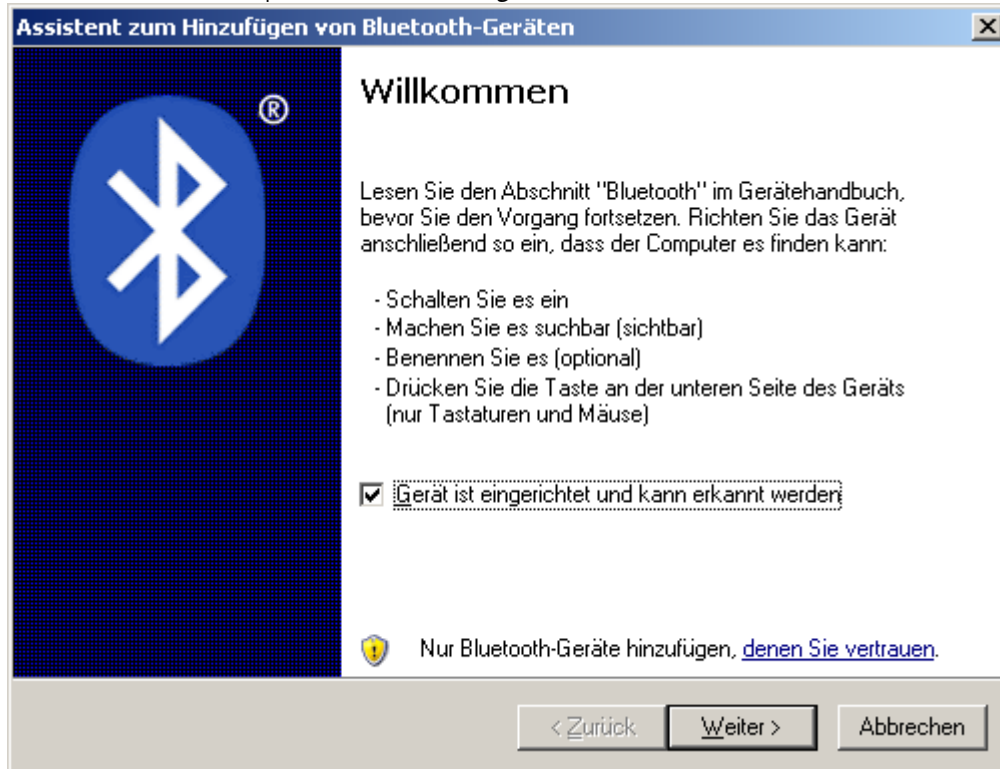 Assistent zum Hinzufügen von Bluetooth-Geräten
®
Willkommen
Lesen Sie den Abschnitt "Bluetooth" im Gerätehandbuch,
bevor Sie den Vorgang fortsetzen. Richten Sie das Gerät
anschließend so ein, dass der Computer es finden kann:
- Schalten Sie es ein
- Machen Sie es suchbar (sichtbar)
- Benennen Sie es (optional)
- Drücken Sie die Taste an der unteren Seite des Geräts
(nur Tastaturen und Mäuse)
Gerät ist eingerichtet und kann erkannt werden
Nur Bluetooth-Geräte hinzufügen, denen Sie vertrauen.
< Zurück Weiter > Abbrechen